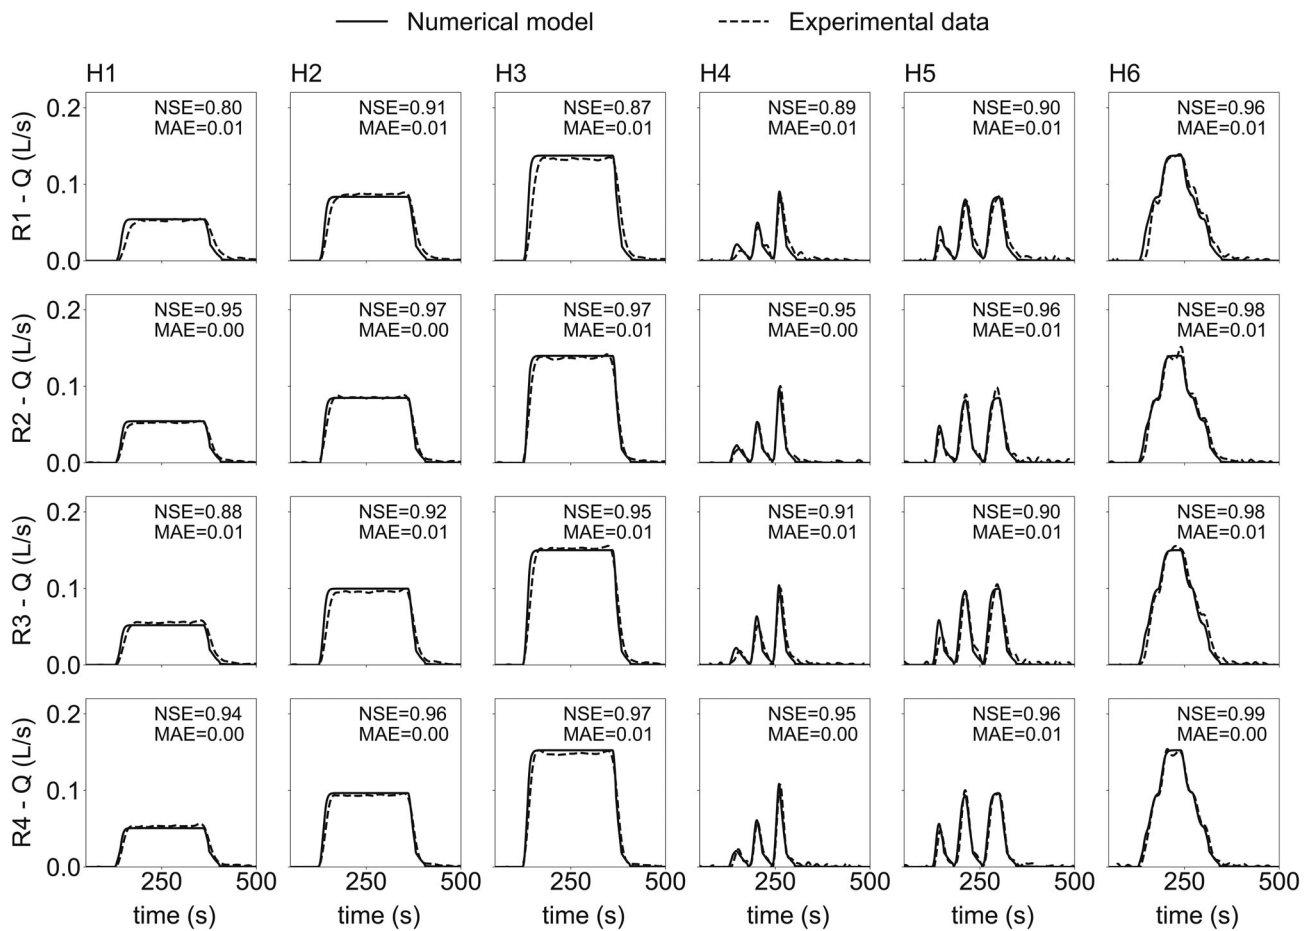 Numerical model Experimental data
H1 H2 H3 H4 H5 H6
R1 - Q (L/s)
0.2
0.1
0.0
NSE=0.80
MAE=0.01
NSE=0.91
MAE=0.01
NSE=0.87
MAE=0.01
NSE=0.89
MAE=0.01
NSE=0.90
MAE=0.01
NSE=0.96
MAE=0.01
R2 - Q (L/s)
0.2
0.1
0.0
NSE=0.95
MAE=0.00
NSE=0.97
MAE=0.00
NSE=0.97
MAE=0.01
NSE=0.95
MAE=0.00
NSE=0.96
MAE=0.01
NSE=0.98
MAE=0.01
R3 - Q (L/s)
0.2
0.1
0.0
NSE=0.88
MAE=0.01
NSE=0.92
MAE=0.01
NSE=0.95
MAE=0.01
NSE=0.91
MAE=0.01
NSE=0.90
MAE=0.01
NSE=0.98
MAE=0.01
R4 - Q (L/s)
0.2
0.1
0.0
NSE=0.94
MAE=0.00
NSE=0.96
MAE=0.00
NSE=0.97
MAE=0.01
NSE=0.95
MAE=0.00
NSE=0.96
MAE=0.01
NSE=0.99
MAE=0.00
250 500 250 500 250 500 250 500 250 500 250 500
time (s) time (s) time (s) time (s) time (s) time (s)